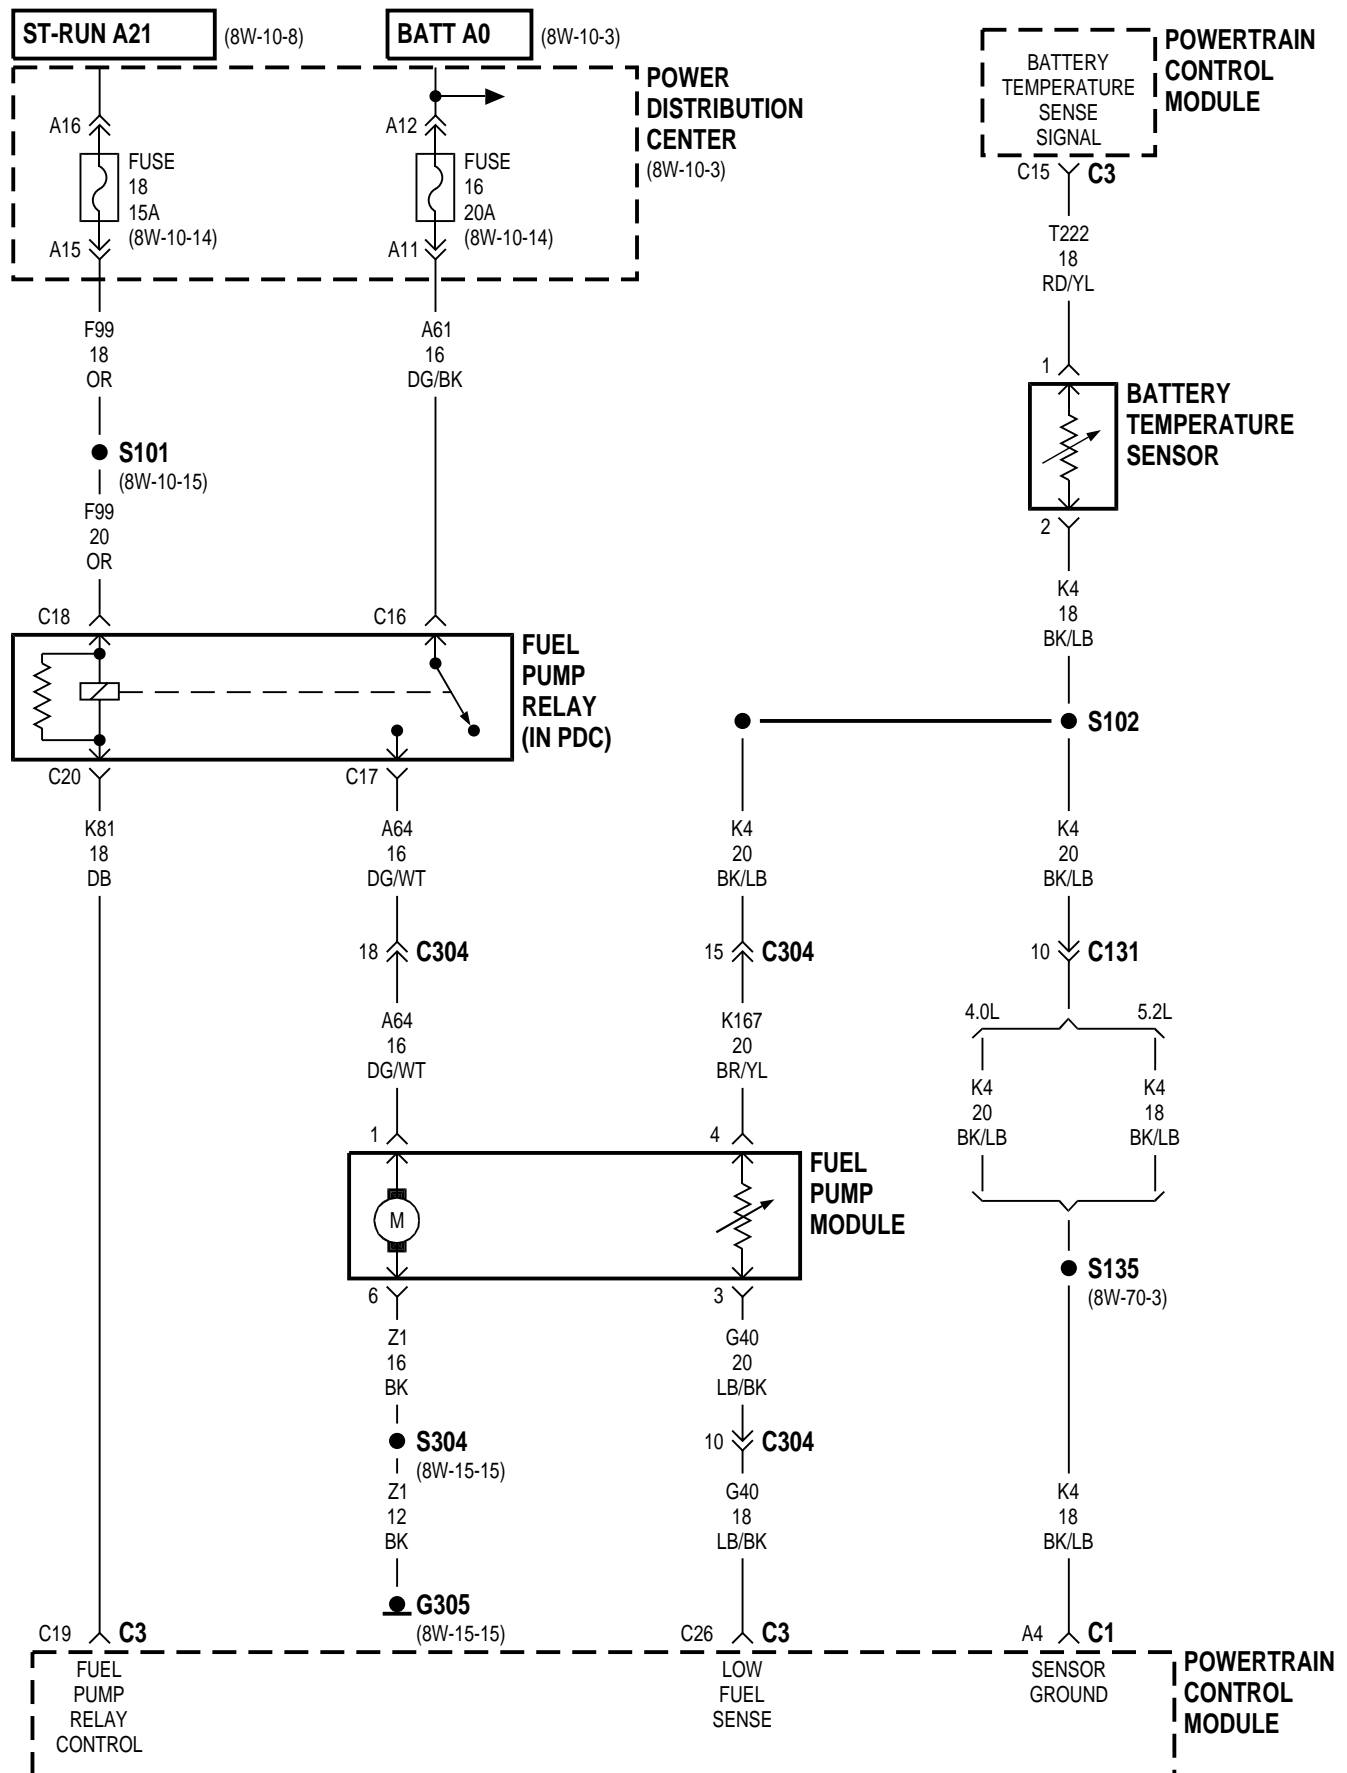 ST-RUN A21 (8W-10-8)
BATT A0 (8W-10-3)
POWER
DISTRIBUTION
CENTER
(8W-10-3)
A16
FUSE
18
15A
(8W-10-14)
A15
A12
FUSE
16
20A
(8W-10-14)
A11
POWERTRAIN
CONTROL
MODULE
BATTERY
TEMPERATURE
SENSE
SIGNAL
C15 C3
T222
18
RD/YL
1
BATTERY
TEMPERATURE
SENSOR
2
K4
18
BK/LB
S102
F99
18
OR
S101
(8W-10-15)
F99
20
OR
C18
A61
16
DG/BK
C16
FUEL
PUMP
RELAY
(IN PDC)
C20
C17
K81
18
DB
A64
16
DG/WT
18 C304
A64
16
DG/WT
1
K4
20
BK/LB
15 C304
K167
20
BR/YL
4
K4
20
BK/LB
10 C131
4.0L
5.2L
K4
20
BK/LB
K4
18
BK/LB
S135
(8W-70-3)
FUEL
PUMP
MODULE
M
6
Z1
16
BK
S304
(8W-15-15)
Z1
12
BK
G305
(8W-15-15)
3
G40
20
LB/BK
10 C304
G40
18
LB/BK
K4
18
BK/LB
C19 C3
C26 C3
A4 C1
FUEL
PUMP
RELAY
CONTROL
LOW
FUEL
SENSE
SENSOR
GROUND
POWERTRAIN
CONTROL
MODULE